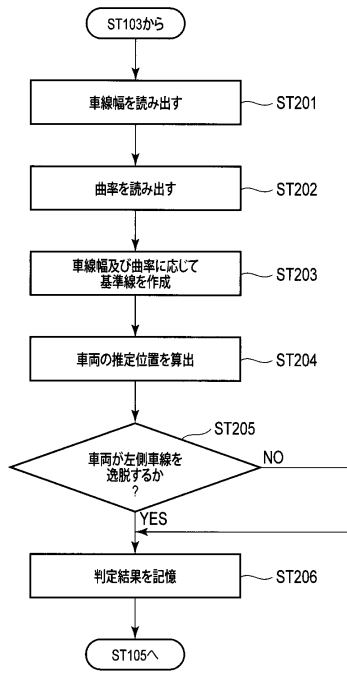 ST103から
車線幅を読み出す
ST201
曲率を読み出す
ST202
車線幅及び曲率に応じて
基準線を作成
ST203
車両の推定位置を算出
ST204
ST205
車両が左側車線を
逸脱するか
?
NO
YES
判定結果を記憶
ST206
ST105へ